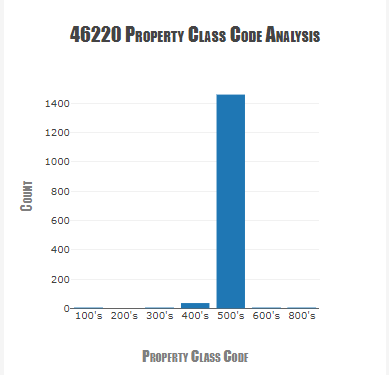 46220 Property Class Code Analysis
Count
1400
1200
1000
800
600
400
200
0
100's 200's 300's 400's 500's 600's 800's
Property Class Code